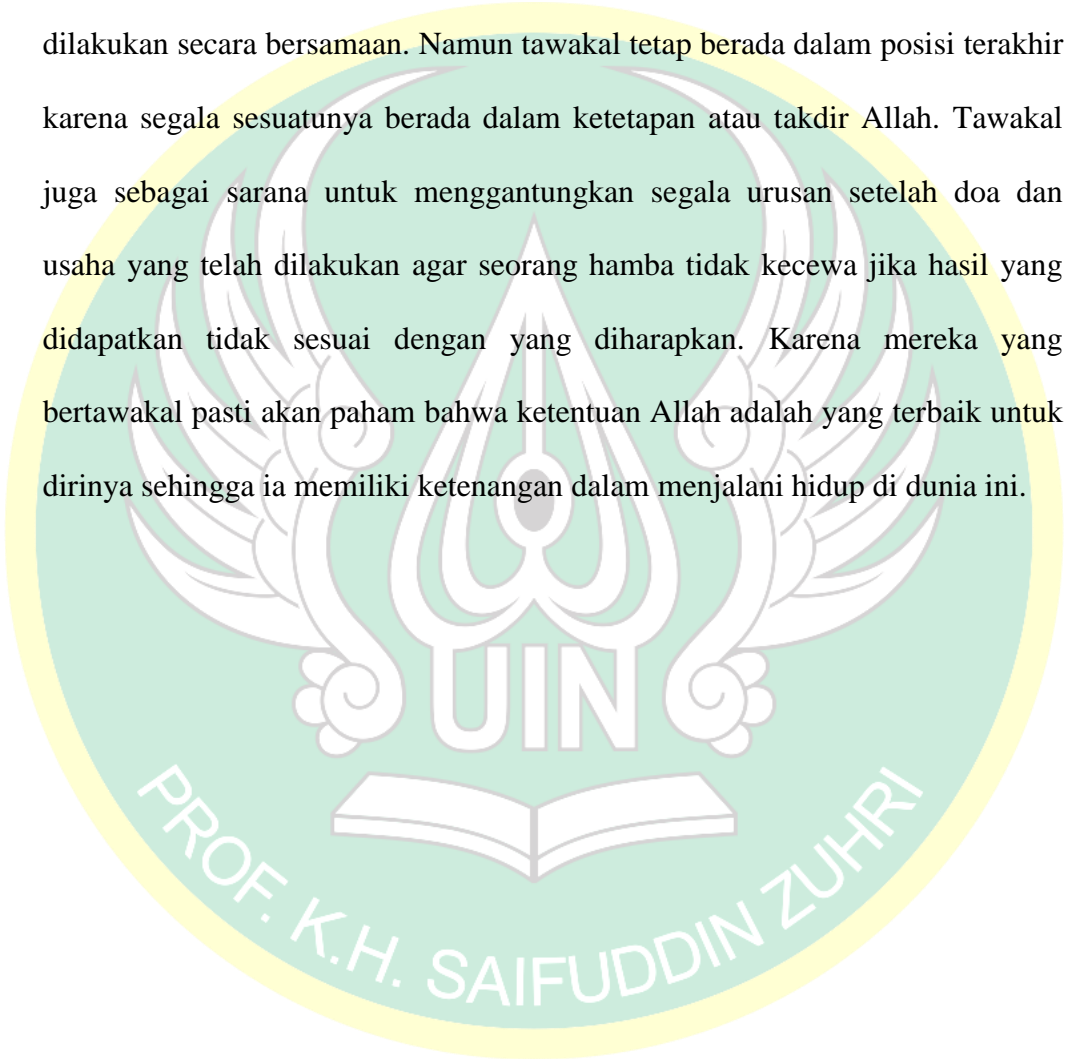 dilakukan secara bersamaan. Namun tawakal tetap berada dalam posisi terakhir
karena segala sesuatunya berada dalam ketetapan atau takdir Allah. Tawakal
juga sebagai sarana untuk menggantungkan segala urusan setelah doa dan
usaha yang telah dilakukan agar seorang hamba tidak kecewa jika hasil yang
didapatkan tidak sesuai dengan yang diharapkan. Karena mereka yang
bertawakal pasti akan paham bahwa ketentuan Allah adalah yang terbaik untuk
dirinya sehingga ia memiliki ketenangan dalam menjalani hidup di dunia ini.
UIN
PROF. K.H. SAIFUDDIN ZUHRI